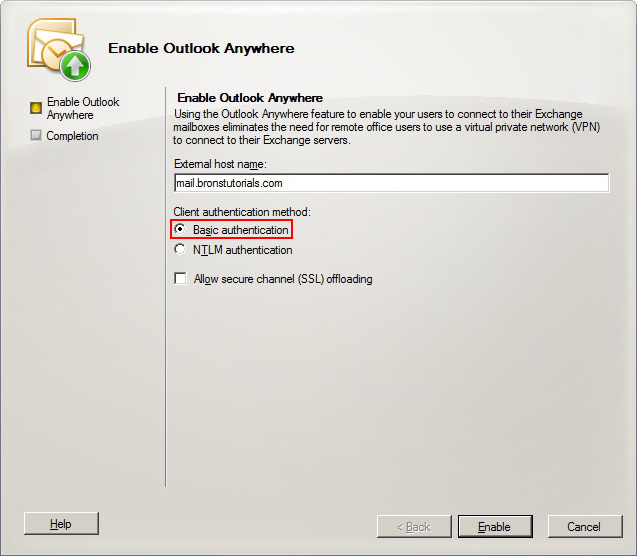 Enable Outlook Anywhere
Enable Outlook
Anywhere
Completion
Enable Outlook Anywhere
Using the Outlook Anywhere feature to enable your users to connect to their Exchange
mailboxes eliminates the need for remote office users to use a virtual private network (VPN)
to connect to their Exchange servers.
External host name:
mail.bronstutorials.com
Client authentication method:
Basic authentication
NTLM authentication
Allow secure channel (SSL) offloading
Help
< Back
Enable
Cancel